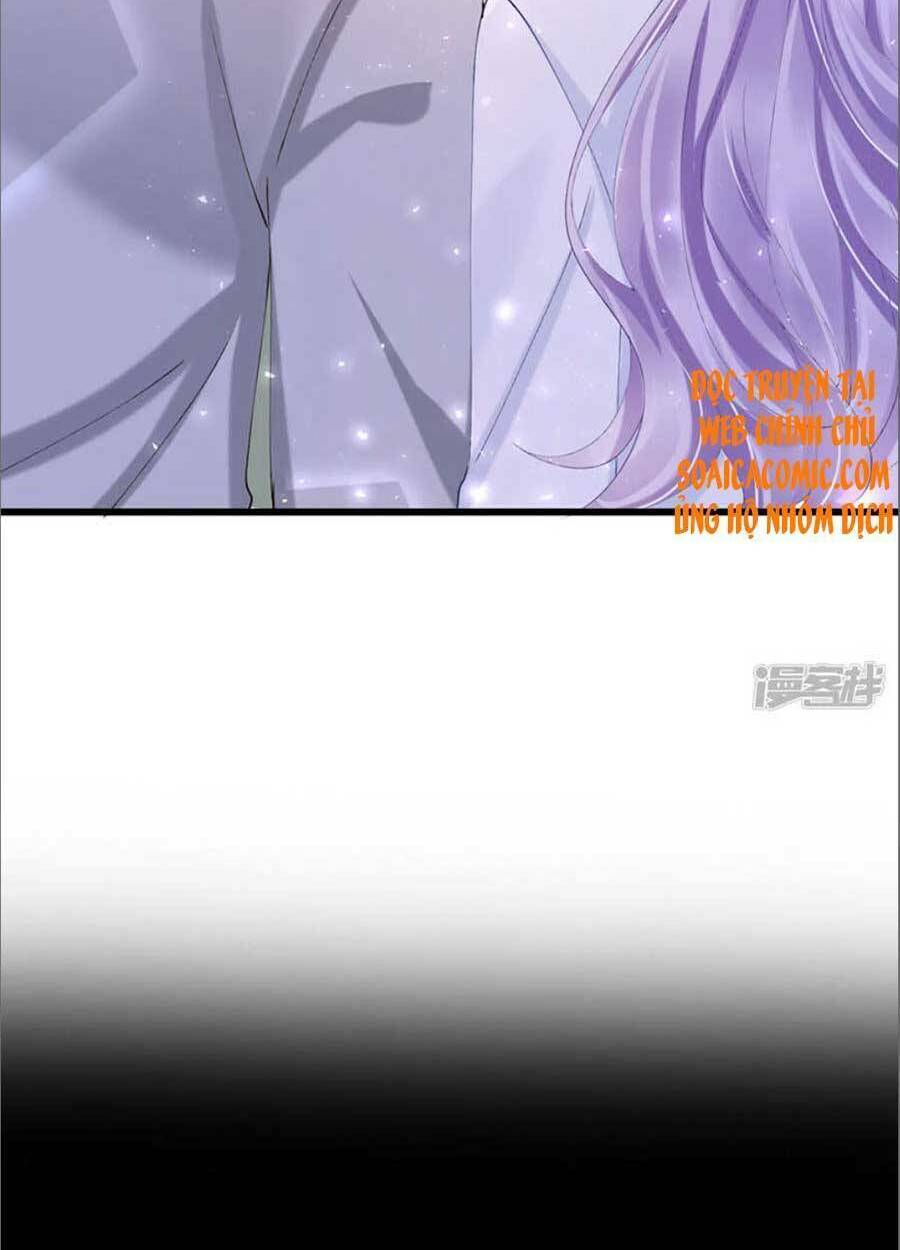 ĐỌC TRUYỆN TẠI
WEB CHÍNH CHỦ
SOAICACOMIC.COM
ỦNG HỘ NHÓM DỊCH
漫客栈